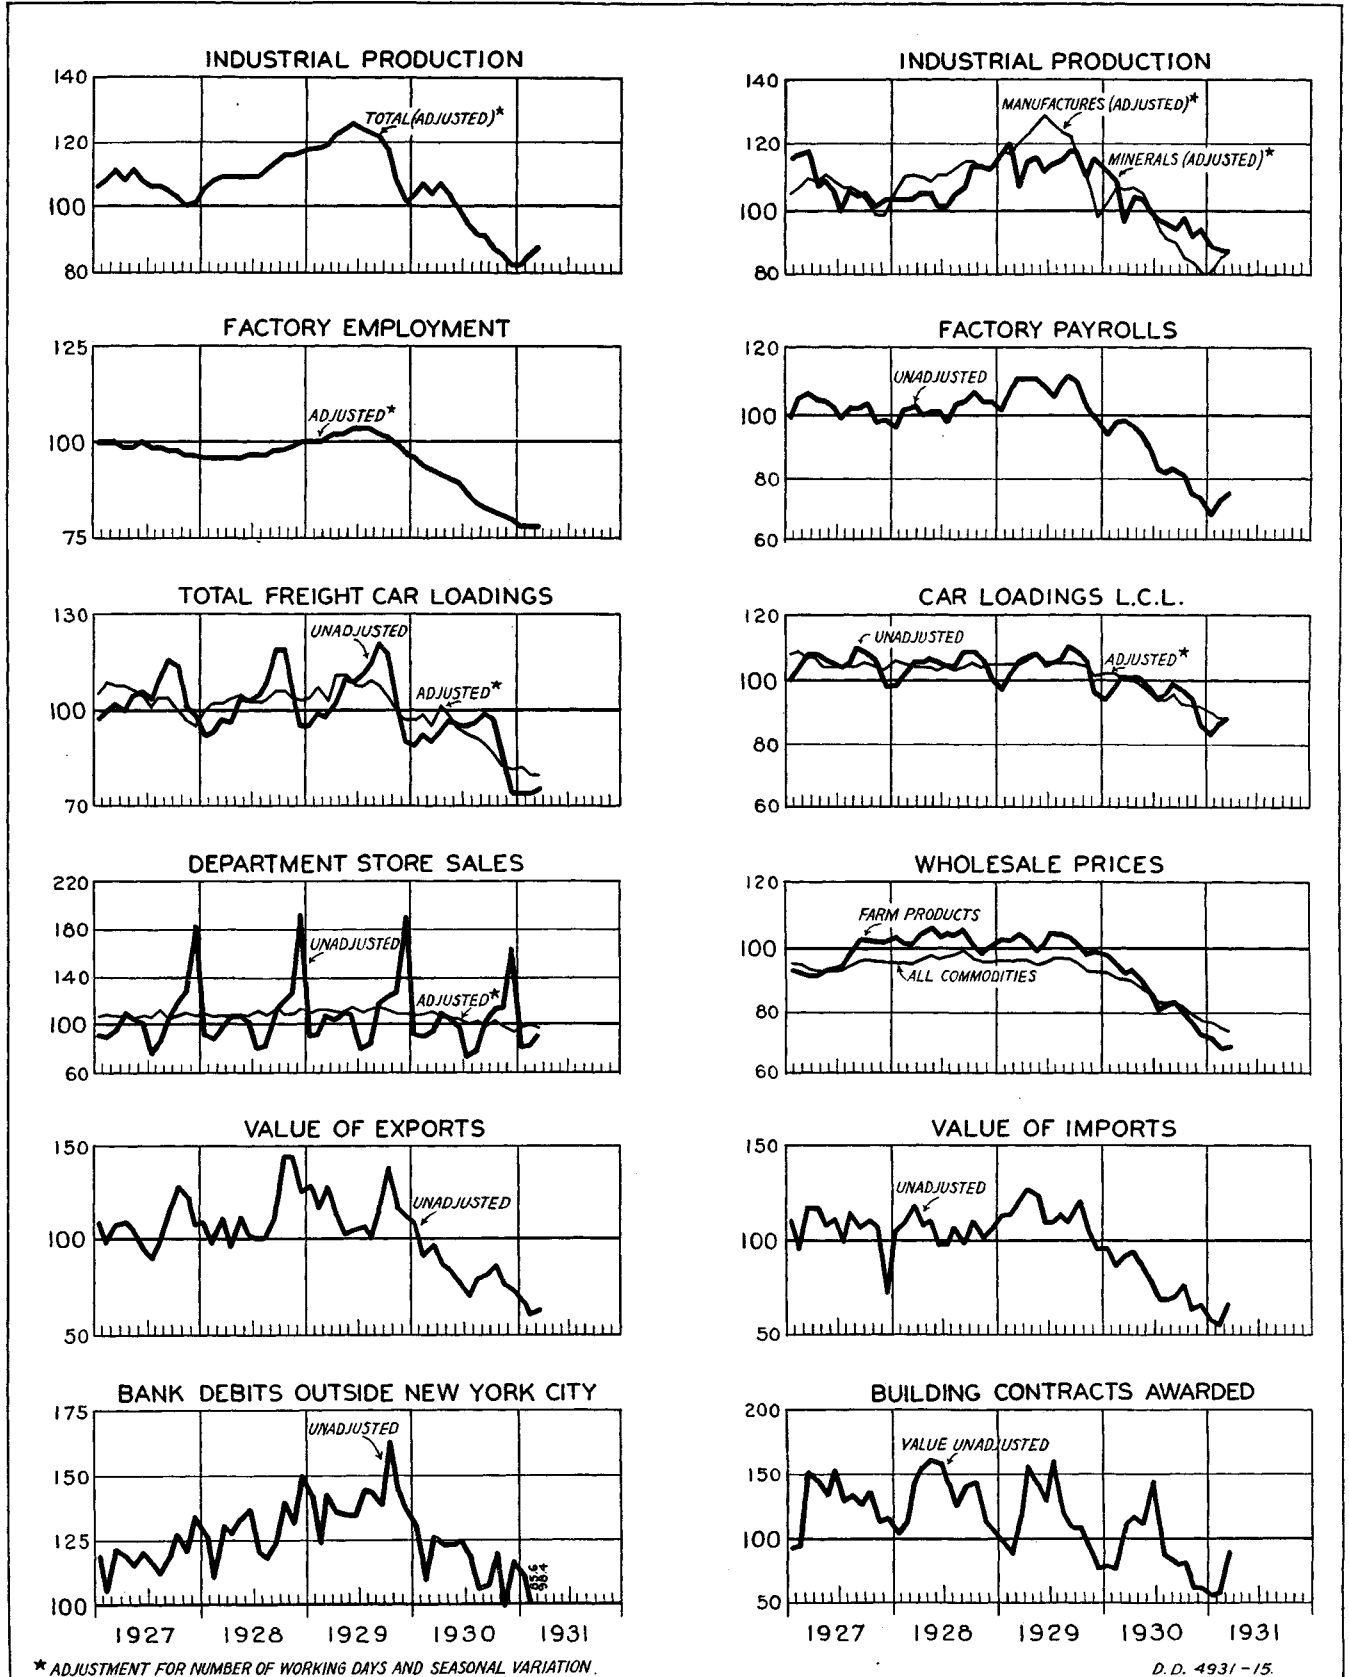 INDUSTRIAL PRODUCTION
140
120
100
80
TOTAL (ADJUSTED)*
INDUSTRIAL PRODUCTION
140
120
100
80
MANUFACTURES (ADJUSTED)*
MINERALS (ADJUSTED)*
FACTORY EMPLOYMENT
125
100
75
ADJUSTED*
FACTORY PAYROLLS
120
100
80
60
UNADJUSTED
TOTAL FREIGHT CAR LOADINGS
130
100
70
UNADJUSTED
ADJUSTED*
CAR LOADINGS L.C.L.
120
100
80
60
UNADJUSTED
ADJUSTED*
DEPARTMENT STORE SALES
220
180
140
100
60
UNADJUSTED
ADJUSTED*
WHOLESALE PRICES
120
100
80
60
FARM PRODUCTS
ALL COMMODITIES
VALUE OF EXPORTS
150
100
50
UNADJUSTED
VALUE OF IMPORTS
150
100
50
UNADJUSTED
BANK DEBITS OUTSIDE NEW YORK CITY
175
150
125
100
UNADJUSTED
85.6
98.4
1927 1928 1929 1930 1931
BUILDING CONTRACTS AWARDED
200
150
100
50
VALUE UNADJUSTED
1927 1928 1929 1930 1931
* ADJUSTMENT FOR NUMBER OF WORKING DAYS AND SEASONAL VARIATION.
D. D. 4931-15.